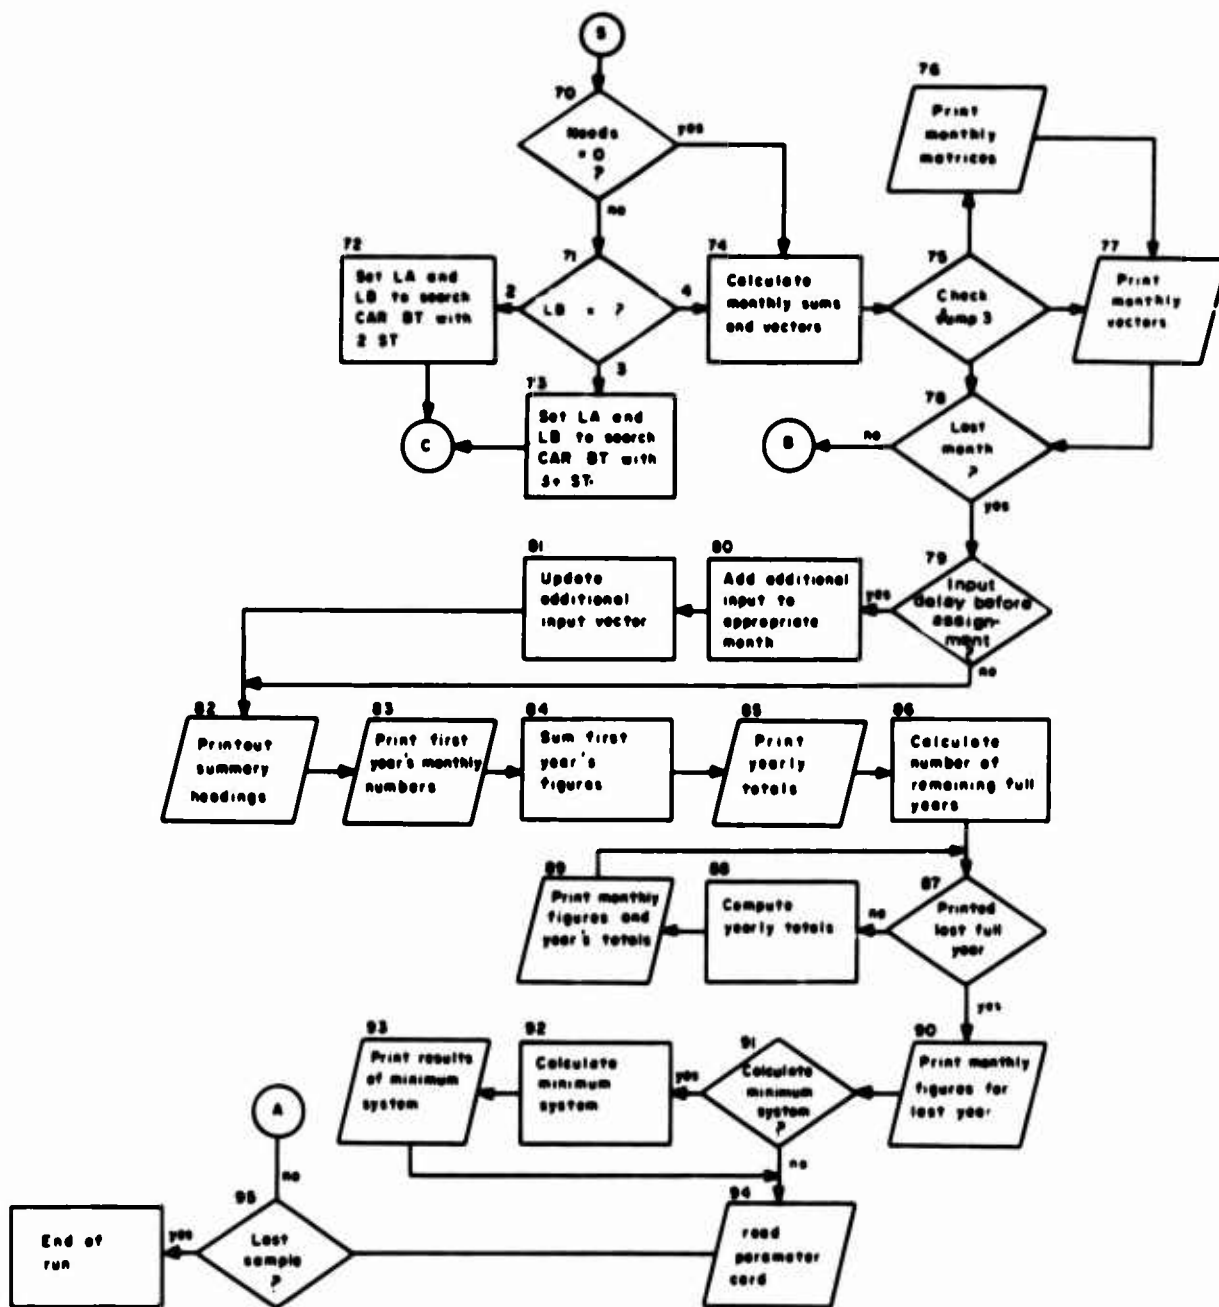 S
70
Needs
= 0
?
yes
no
76
Print
monthly
matrices
72
Set LA and
LB to search
CAR BT with
2 ST
2
71
LB = ?
4
3
74
Calculate
monthly sums
and vectors
75
Check
dump 3
77
Print
monthly
vectors
73
Set LA and
LB to search
CAR BT with
ST.
C
B
no
78
Last
month
?
yes
81
Update
additional
input vector
80
Add additional
input to
appropriate
month
yes
79
Input
delay before
assign-
ment
?
no
82
Printout
summary
headings
83
Print first
year's monthly
numbers
84
Sum first
year's
figures
85
Print
yearly
totals
86
Calculate
number of
remaining full
years
89
Print monthly
figures and
year's totals
88
Compute
yearly totals
no
87
Printed
last full
year
yes
93
Print results
of minimum
system
92
Calculate
minimum
system
yes
91
Calculate
minimum
system
?
no
90
Print monthly
figures for
last year
A
no
95
Last
sample
?
yes
End of
run
94
read
parameter
card